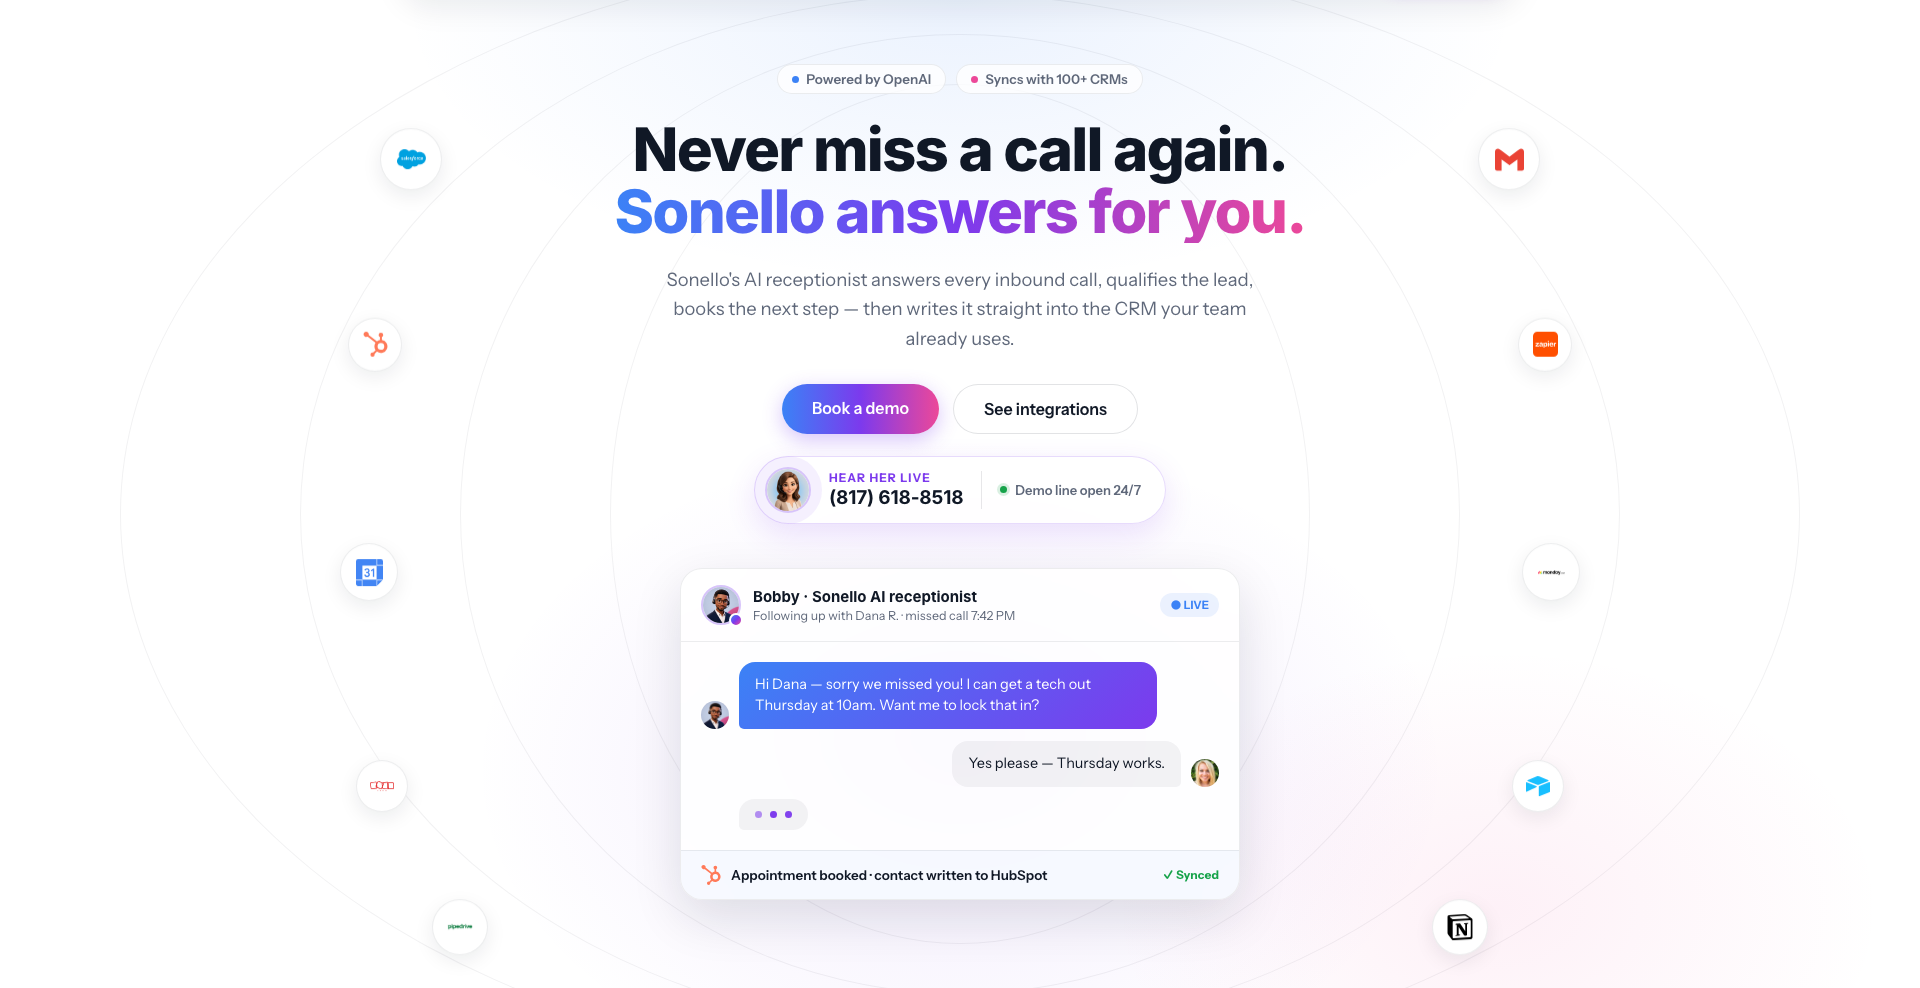 Powered by OpenAI
Syncs with 100+ CRMs
Never miss a call again.
Sonello answers for you.
salesforce
Sonello's AI receptionist answers every inbound call, qualifies the lead,
books the next step — then writes it straight into the CRM your team
already uses.
zapier
Book a demo
See integrations
HEAR HER LIVE
(817) 618-8518
Demo line open 24/7
31
monday
Bobby · Sonello AI receptionist
Following up with Dana R. · missed call 7:42 PM
LIVE
Hi Dana — sorry we missed you! I can get a tech out
Thursday at 10am. Want me to lock that in?
Yes please — Thursday works.
Appointment booked · contact written to HubSpot
✓ Synced
pipedrive
N